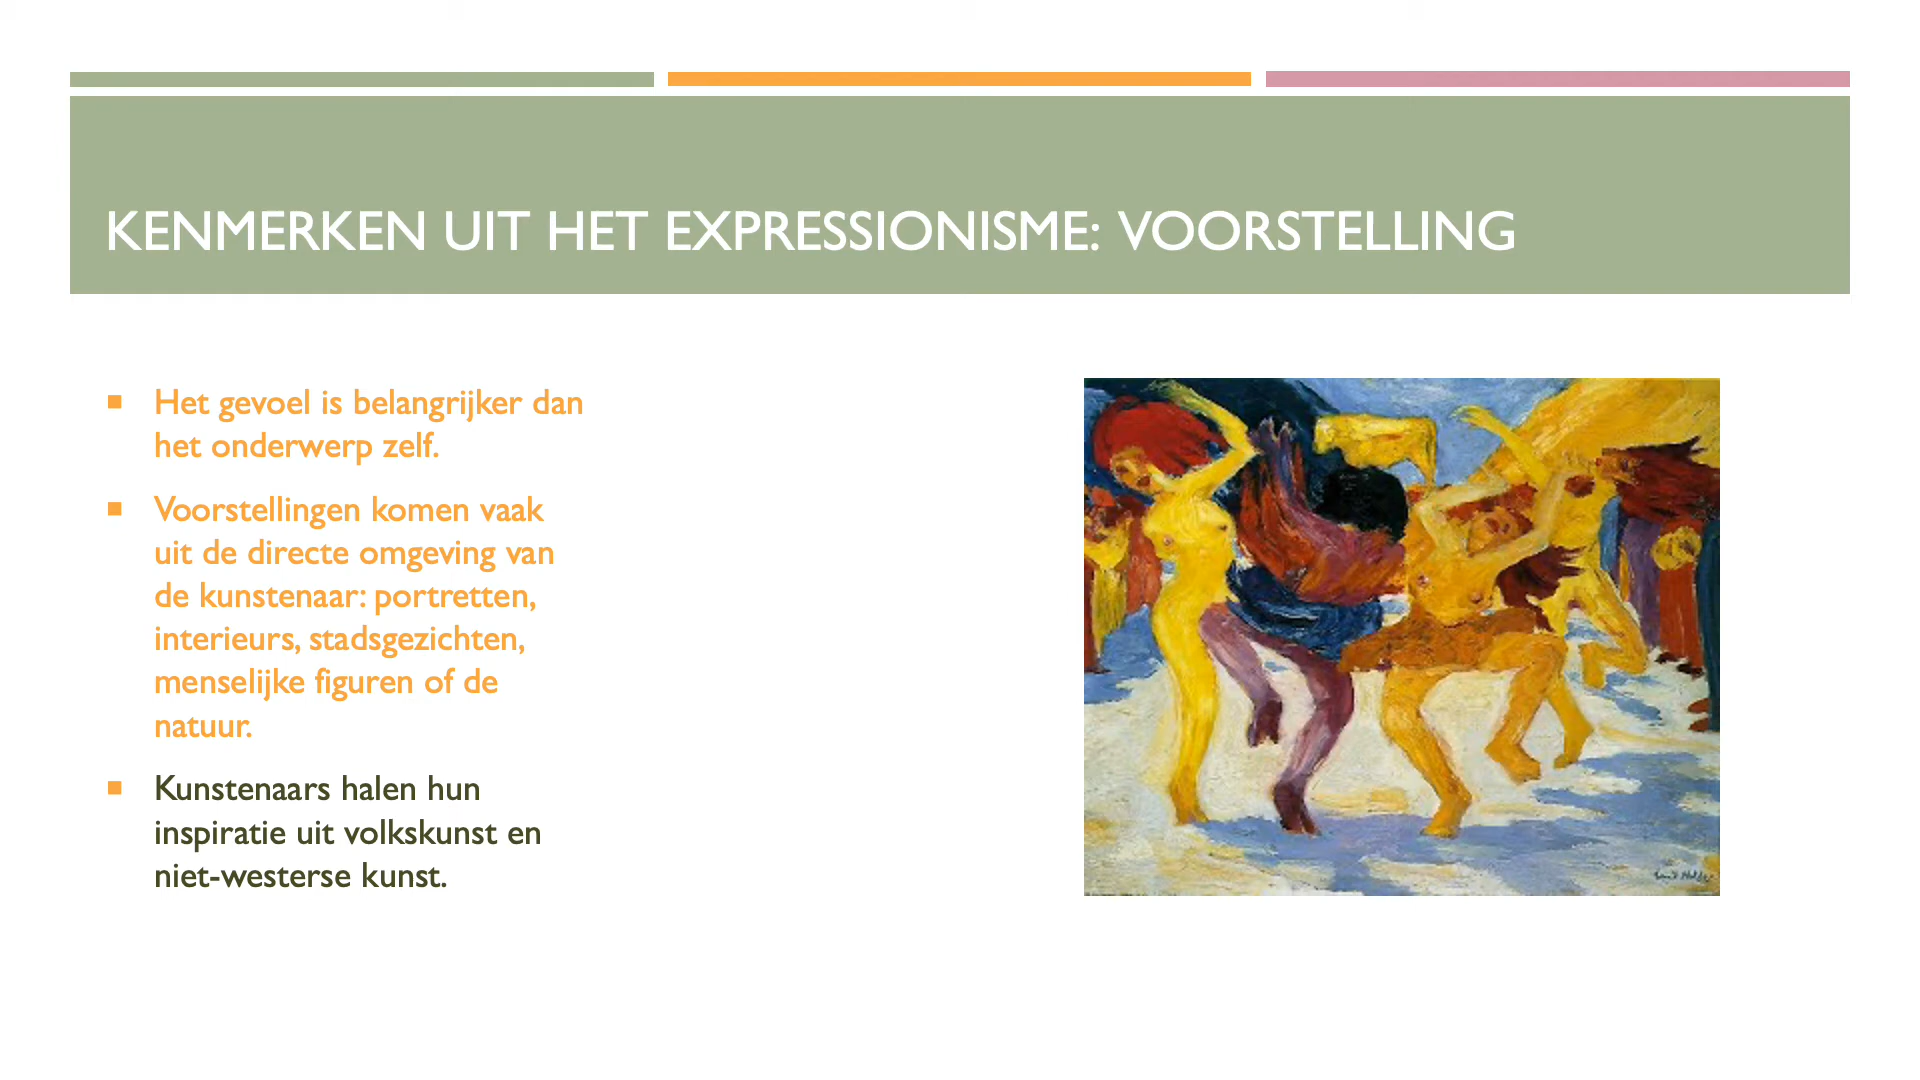 KENMERKEN UIT HET EXPRESSIONISME: VOORSTELLING
Het gevoel is belangrijker dan
het onderwerp zelf.
Voorstellingen komen vaak
uit de directe omgeving van
de kunstenaar: portretten,
interieurs, stadsgezichten,
menselijke figuren of de
natuur.
Kunstenaars halen hun
inspiratie uit volkskunst en
niet-westerse kunst.